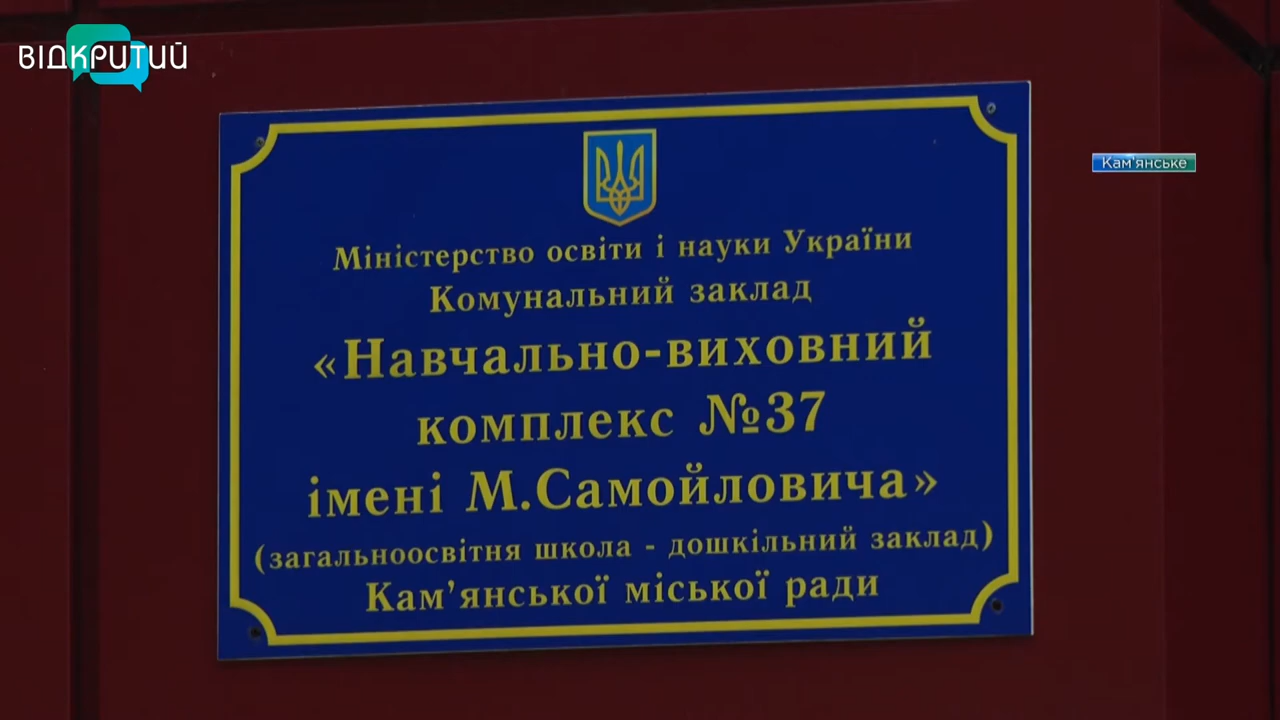 ВІДКРИТИЙ
Кам'янське
Міністерство освіти і науки України
Комунальний заклад
«Навчально-виховний
комплекс №37
імені М.Самойловича»
(загальноосвітня школа - дошкільний заклад)
Кам’янської міської ради